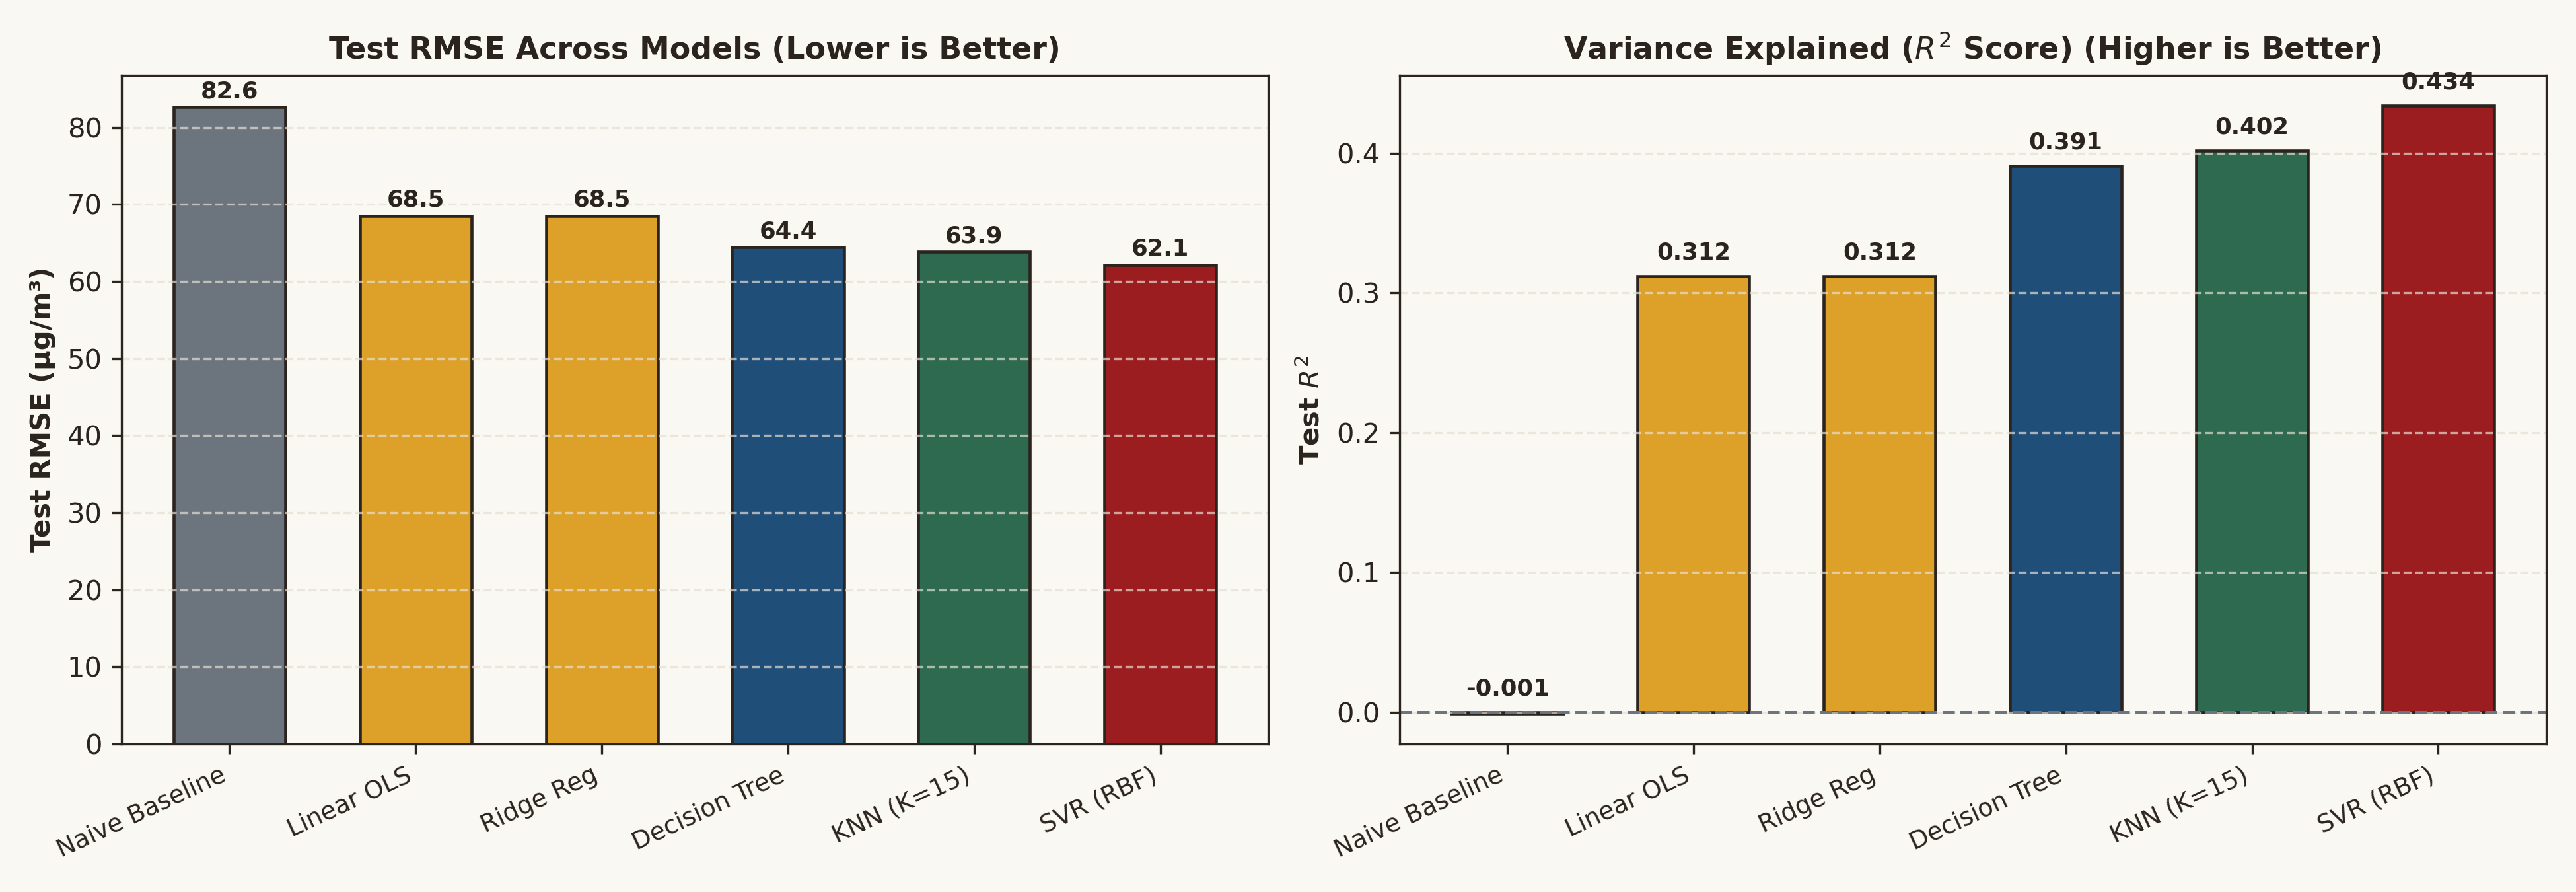 Test RMSE Across Models (Lower is Better)
Test RMSE (µg/m³)
80
70
60
50
40
30
20
10
0
82.6
68.5
68.5
64.4
63.9
62.1
Naive Baseline
Linear OLS
Ridge Reg
Decision Tree
KNN (K=15)
SVR (RBF)
Variance Explained (R² Score) (Higher is Better)
Test R²
0.4
0.3
0.2
0.1
0.0
-0.001
0.312
0.312
0.391
0.402
0.434
Naive Baseline
Linear OLS
Ridge Reg
Decision Tree
KNN (K=15)
SVR (RBF)